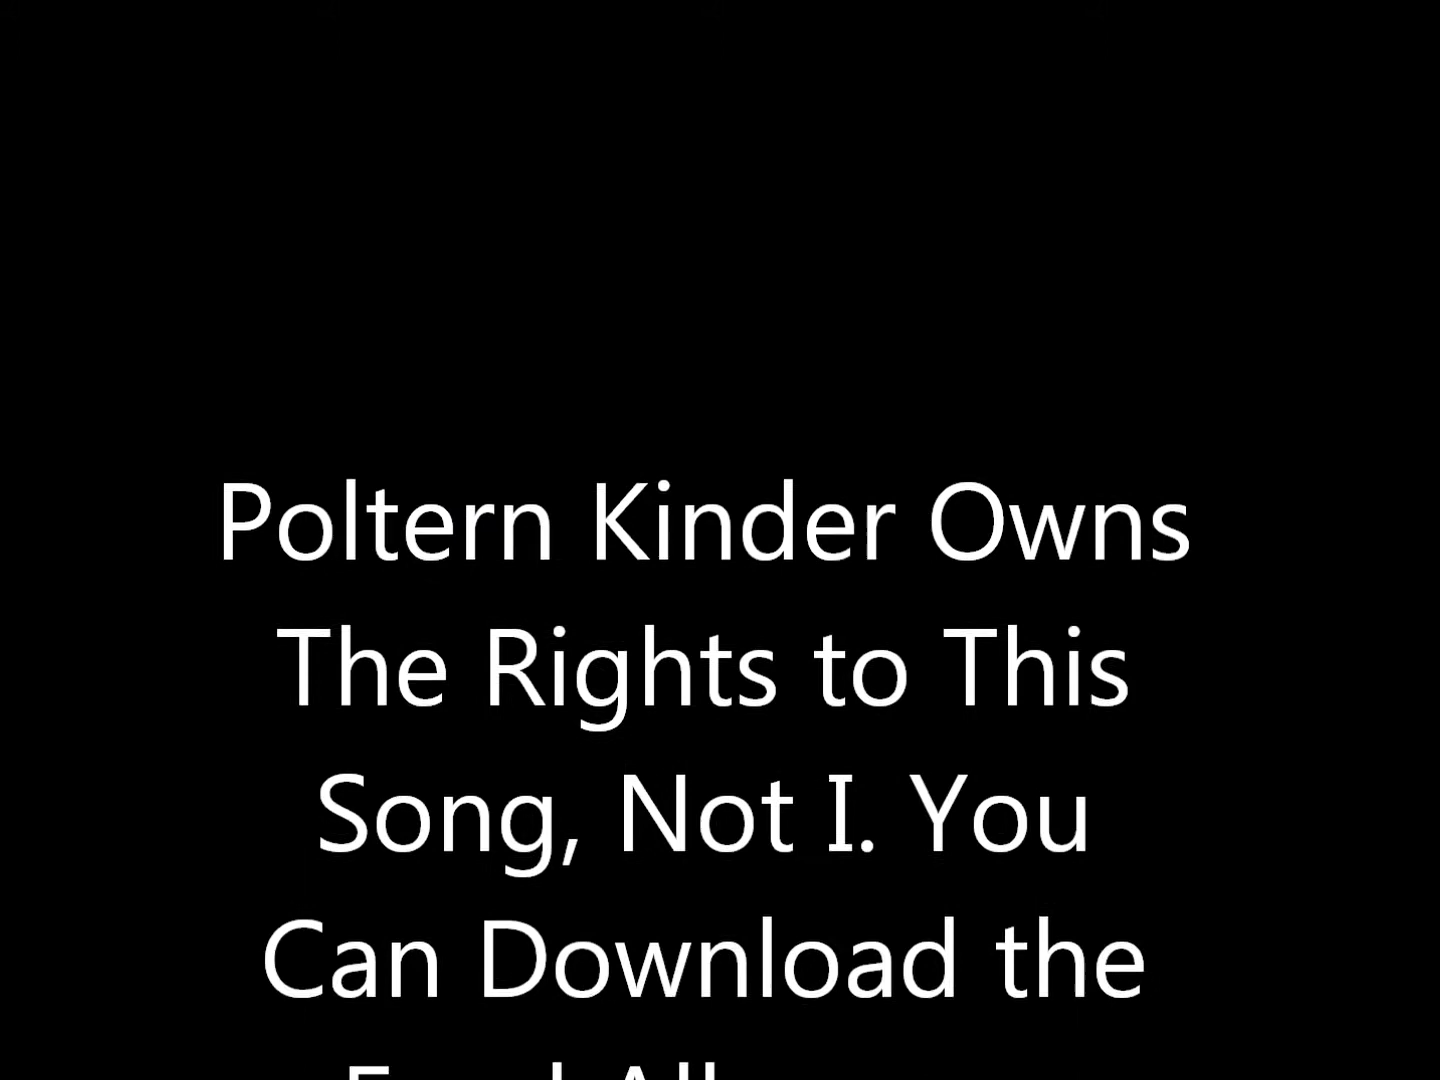 Poltern Kinder Owns
The Rights to This
Song, Not I. You
Can Download the